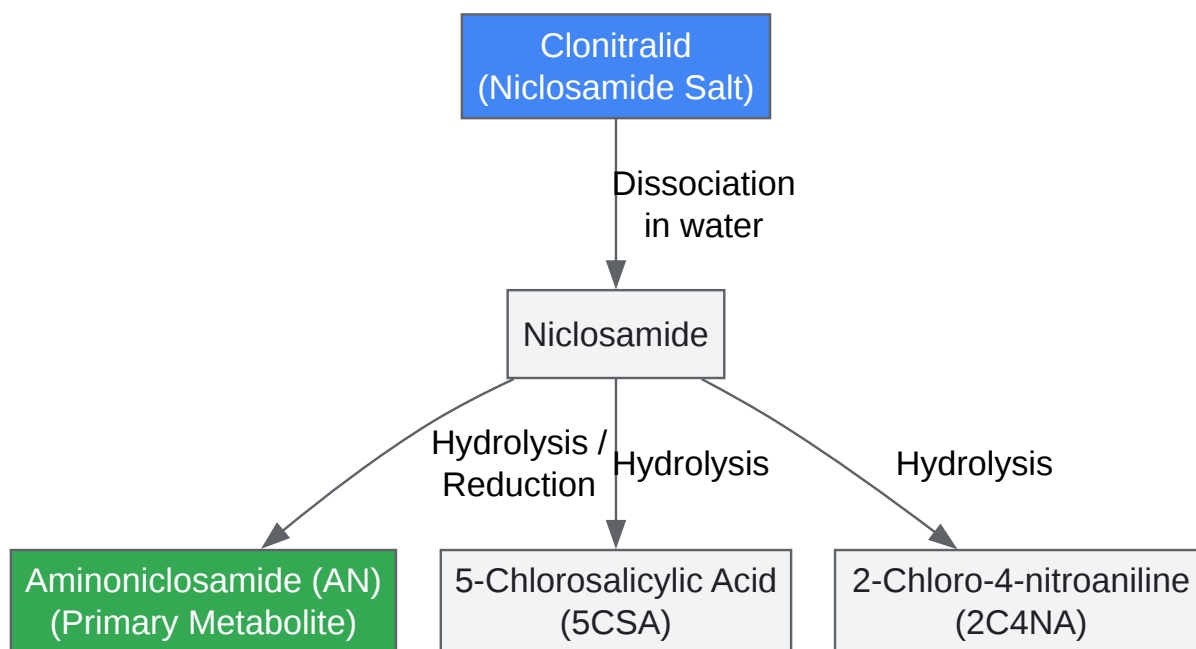 Clonitralid
(Niclosamide Salt)
Dissociation
in water
Niclosamide
Hydrolysis /
Reduction
Hydrolysis
Hydrolysis
Aminoniclosamide (AN)
(Primary Metabolite)
5-Chlorosalicylic Acid
(5CSA)
2-Chloro-4-nitroaniline
(2C4NA)